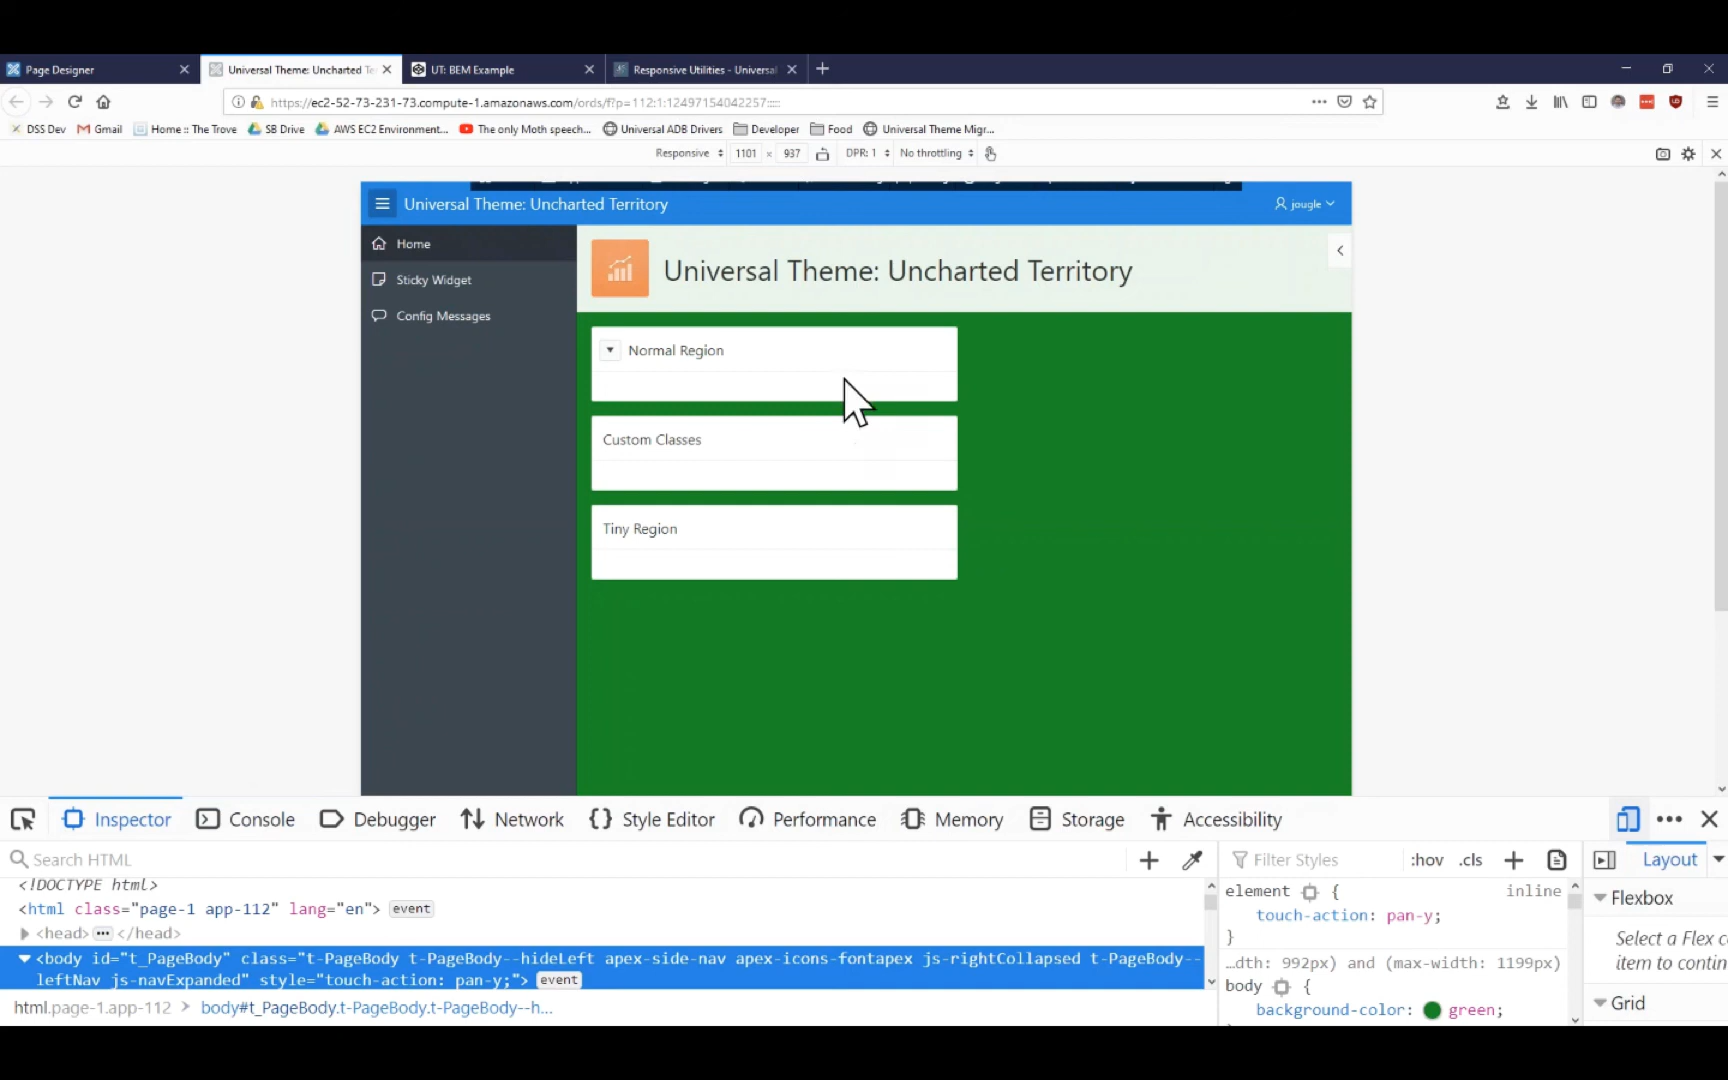 Page Designer
Universal Theme: Uncharted Te
UT: BEM Example
Responsive Utilities - Universal
https://ec2-52-73-231-73.compute-1.amazonaws.com/ords/f?p=112:1:12497154042257:::::
DSS Dev
Gmail
Home :: The Trove
SB Drive
AWS EC2 Environment...
The only Moth speech...
Universal ADB Drivers
Developer
Food
Universal Theme Migr...
Responsive
1101 × 937
DPR: 1
No throttling
Universal Theme: Uncharted Territory
jougle
Home
Sticky Widget
Config Messages
Universal Theme: Uncharted Territory
Normal Region
Custom Classes
Tiny Region
Inspector
Console
Debugger
Network
Style Editor
Performance
Memory
Storage
Accessibility
Search HTML
<!DOCTYPE html>
<html class="page-1 app-112" lang="en"> event
<head> ••• </head>
<body id="t_PageBody" class="t-PageBody t-PageBody--hideLeft apex-side-nav apex-icons-fontapex js-rightCollapsed t-PageBody--
leftNav js-navExpanded" style="touch-action: pan-y;"> event
html.page-1.app-112 > body#t_PageBody.t-PageBody.t-PageBody--h...
Filter Styles
:hov .cls
element { inline
touch-action: pan-y;
}
…dth: 992px) and (max-width: 1199px)
body {
background-color: green;
Layout
Flexbox
Select a Flex c
item to contin
Grid